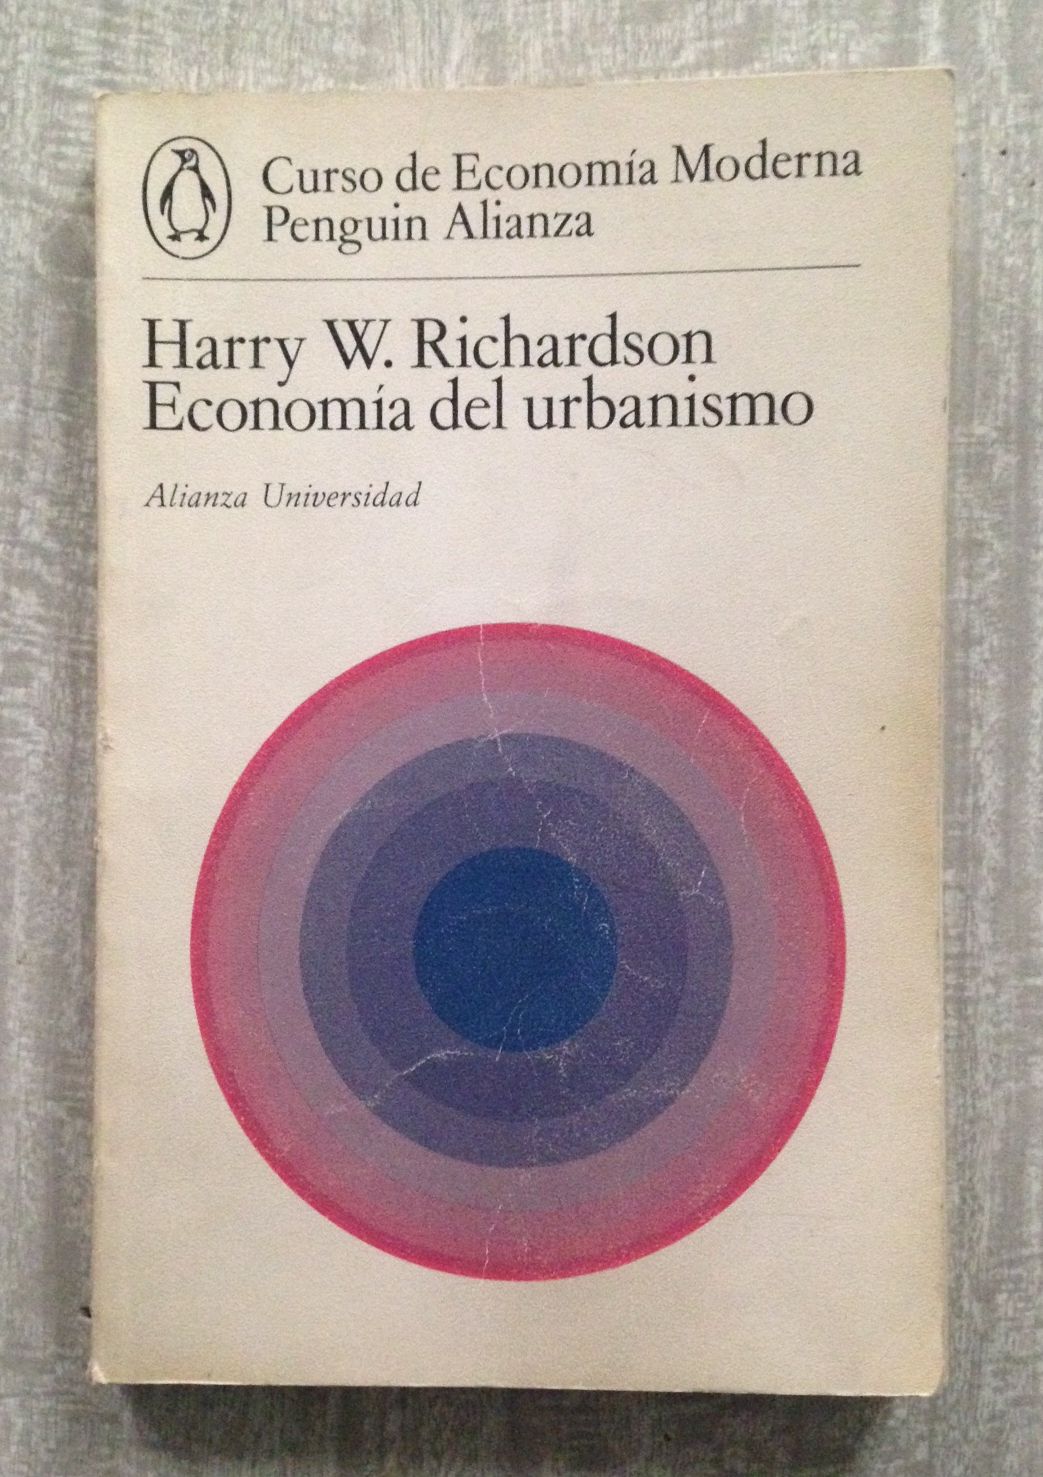 Curso de Economía Moderna
Penguin Alianza
Harry W. Richardson
Economía del urbanismo
Alianza Universidad